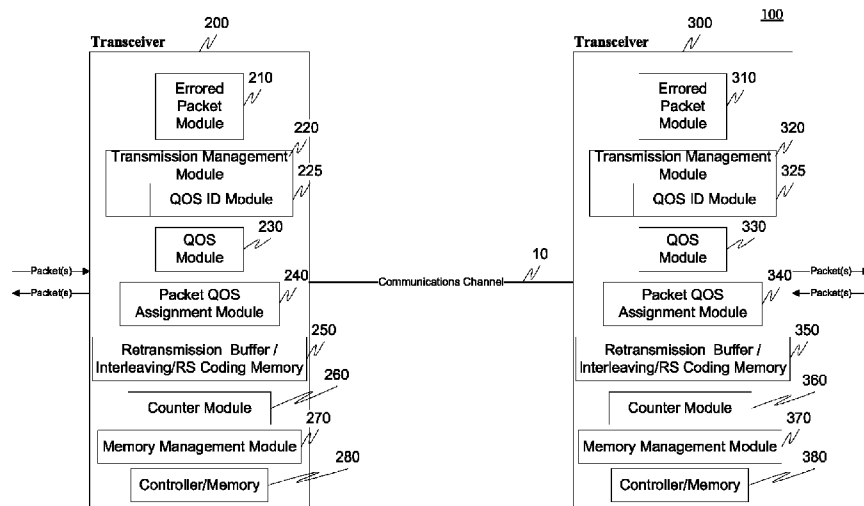 100
200
Transceiver
210
Errored
Packet
Module
220
Transmission Management
Module
225
QOS ID Module
230
QOS
Module
240
Packet QOS
Assignment Module
250
Retransmission Buffer /
Interleaving/RS Coding Memory
260
Counter Module
270
Memory Management Module
280
Controller/Memory
Packet(s)
Packet(s)
10
Communications Channel
300
Transceiver
310
Errored
Packet
Module
320
Transmission Management
Module
325
QOS ID Module
330
QOS
Module
340
Packet QOS
Assignment Module
350
Retransmission Buffer /
Interleaving/RS Coding Memory
360
Counter Module
370
Memory Management Module
380
Controller/Memory
Packet(s)
Packet(s)